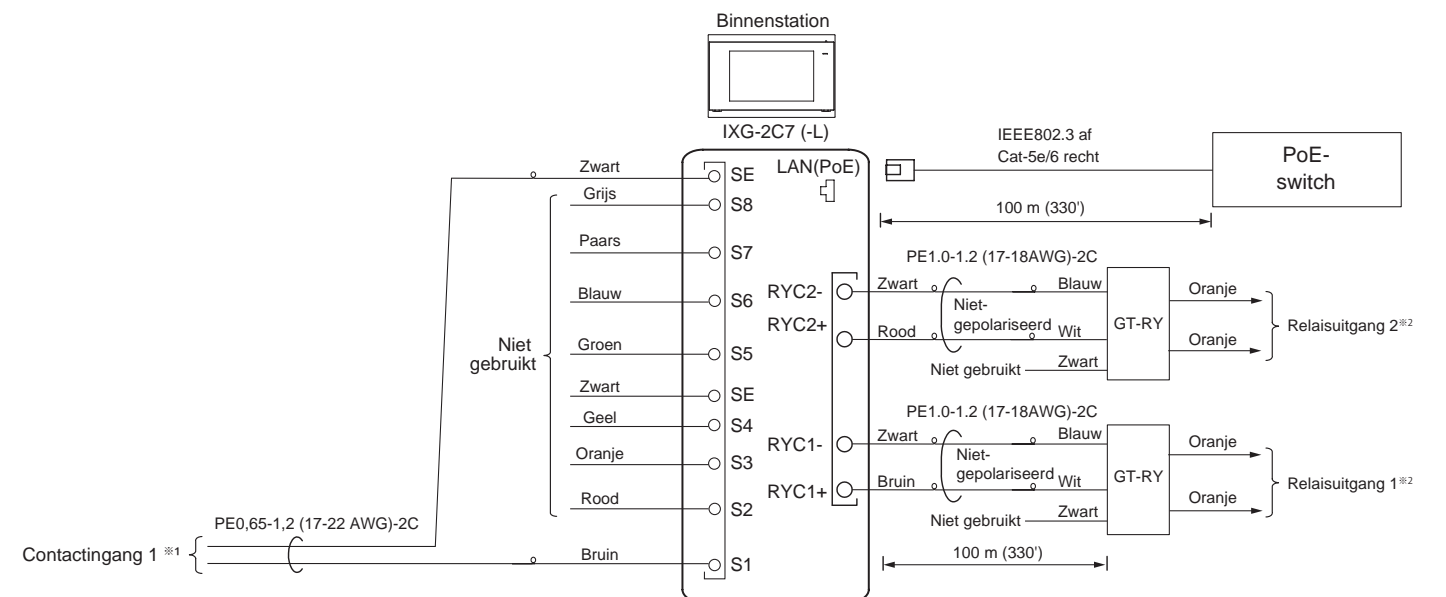 Binnenstation
IXG-2C7 (-L)
Zwart
SE
LAN(PoE)
IEEE802.3 af
Cat-5e/6 recht
PoE-
switch
Grijs
S8
100 m (330')
Paars
S7
PE1.0-1.2 (17-18AWG)-2C
Blauw
S6
RYC2-
Zwart
Blauw
Niet-
gepolariseerd
RYC2+
Rood
Wit
GT-RY
Oranje
Oranje
Relaisuitgang 2※2
Niet gebruikt
Zwart
Niet
gebruikt
Groen
S5
Zwart
SE
Geel
S4
PE1.0-1.2 (17-18AWG)-2C
RYC1-
Zwart
Blauw
Niet-
gepolariseerd
Oranje
S3
RYC1+
Bruin
Wit
GT-RY
Oranje
Oranje
Relaisuitgang 1※2
Niet gebruikt
Zwart
Rood
S2
100 m (330')
PE0,65-1,2 (17-22 AWG)-2C
Contactingang 1 ※1
Bruin
S1